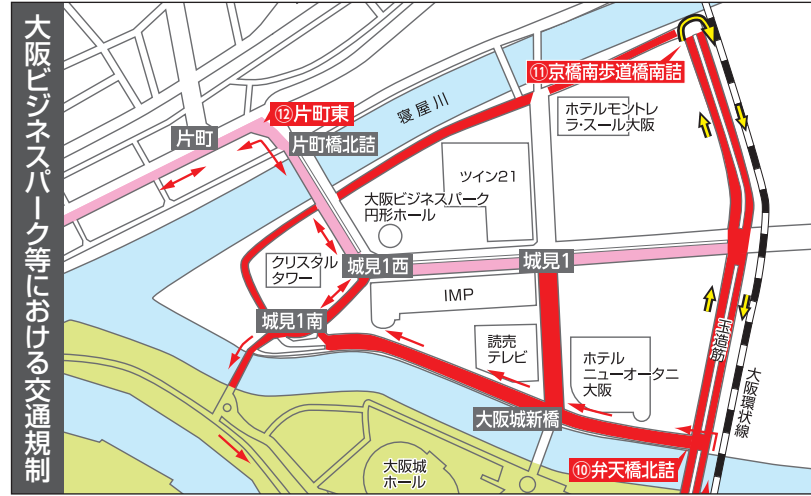 大阪ビジネスパーク等における交通規制
⑪京橋南歩道橋南詰
ホテルモントレ
ラ・スール大阪
⑫片町東
片町
片町橋北詰
寝屋川
ツイン21
大阪ビジネスパーク
円形ホール
クリスタル
タワー
城見1西
城見1
IMP
城見1南
読売
テレビ
ホテル
ニューオータニ
大阪
玉造筋
大阪環状線
大阪城新橋
大阪城
ホール
⑩弁天橋北詰